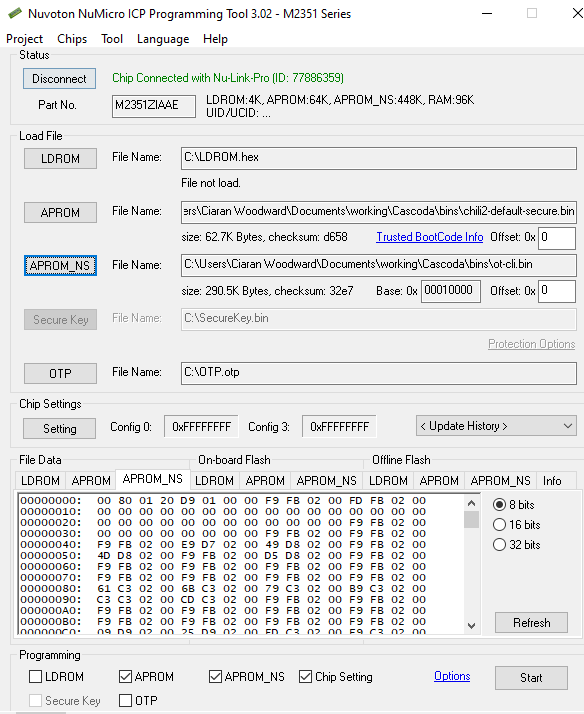 Nuvoton NuMicro ICP Programming Tool 3.02 - M2351 Series
Project Chips Tool Language Help
Status
Disconnect Chip Connected with Nu-Link-Pro (ID: 77886359)
Part No. M2351ZIAAE LDROM:4K, APROM:64K, APROM_NS:448K, RAM:96K
UID/UCID: ...
Load File
LDROM File Name: C:\LDROM.hex
File not load.
APROM File Name: ers\Ciaran Woodward\Documents\working\Cascoda\bins\chili2-default-secure.bin
size: 62.7K Bytes, checksum: d658 Trusted BootCode Info Offset: 0x 0
APROM_NS File Name: C:\Users\Ciaran Woodward\Documents\working\Cascoda\bins\ot-cli.bin
size: 290.5K Bytes, checksum: 32e7 Base: 0x 00010000 Offset: 0x 0
Secure Key File Name: C:\SecureKey.bin
Protection Options
OTP File Name: C:\OTP.otp
Chip Settings
Setting Config 0: 0xFFFFFFFF Config 3: 0xFFFFFFFF < Update History >
File Data On-board Flash Offline Flash
LDROM APROM APROM_NS LDROM APROM APROM_NS LDROM APROM APROM_NS Info
00000000: 00 80 01 20 D9 01 00 00 F9 FB 02 00 FD FB 02 00
00000010: 00 00 00 00 00 00 00 00 00 00 00 00 00 00 00 00
00000020: 00 00 00 00 00 00 00 00 00 00 00 00 F9 FB 02 00
00000030: 00 00 00 00 00 00 00 00 F9 FB 02 00 F9 FB 02 00
00000040: F9 FB 02 00 E9 D7 02 00 49 D8 02 00 F9 FB 02 00
00000050: 4D D8 02 00 F9 FB 02 00 D5 D8 02 00 F9 FB 02 00
00000060: F9 FB 02 00 F9 FB 02 00 F9 FB 02 00 F9 FB 02 00
00000070: F9 FB 02 00 F9 FB 02 00 F9 FB 02 00 F9 FB 02 00
00000080: 61 C3 02 00 6B C3 02 00 79 C3 02 00 B9 C3 02 00
00000090: C3 C3 02 00 CD C3 02 00 F9 FB 02 00 F9 FB 02 00
000000A0: F9 FB 02 00 F9 FB 02 00 F9 FB 02 00 F9 FB 02 00
000000B0: F9 FB 02 00 F9 FB 02 00 F9 FB 02 00 F9 FB 02 00
000000C0: 09 D9 02 00 25 D9 02 00 FD C3 02 00 F9 C3 02 00
8 bits
16 bits
32 bits
Refresh
Programming
LDROM APROM APROM_NS Chip Setting Options Start
Secure Key OTP